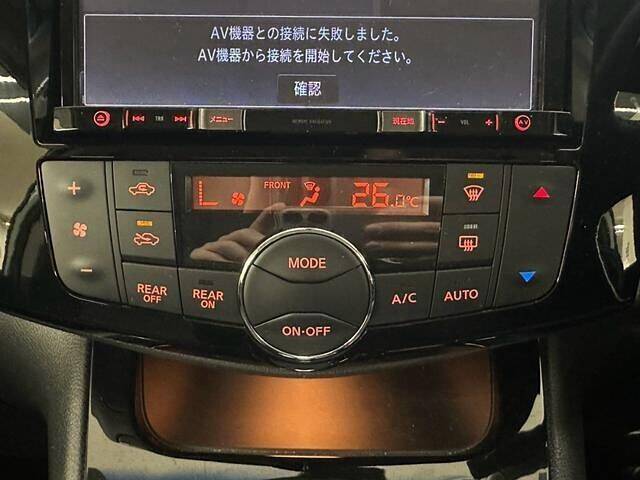 AV機器との接続に失敗しました。
AV機器から接続を開始してください。
確認
TRK
メニュー
現在地
− VOL +
AV
+
−
L FRONT 26.0℃
MODE
ON·OFF
REAR OFF
REAR ON
A/C
AUTO